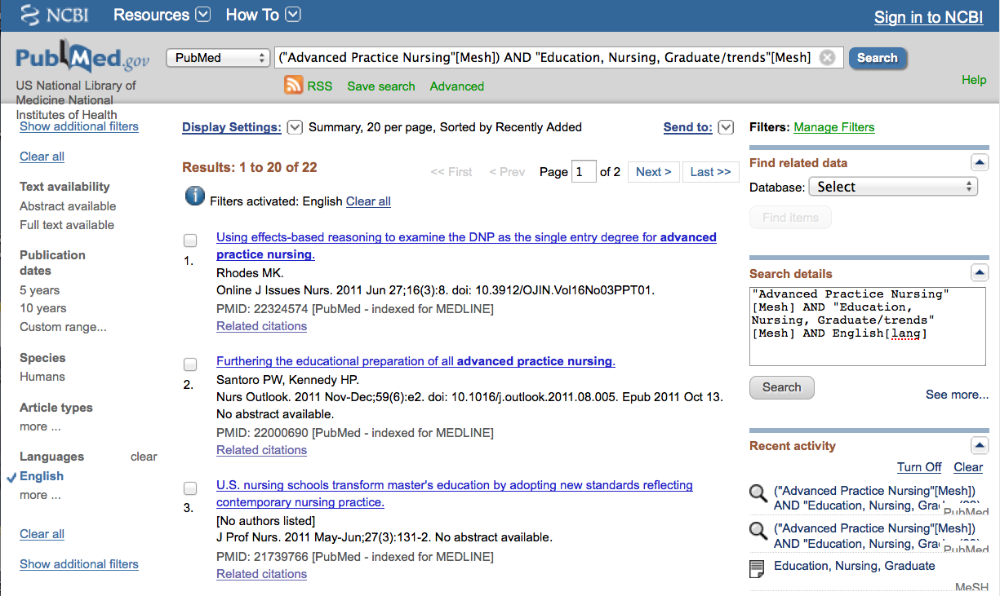 NCBI Resources How To Sign in to NCBI
PubMed.gov
US National Library of
Medicine National
Institutes of Health
PubMed ("Advanced Practice Nursing"[Mesh]) AND "Education, Nursing, Graduate/trends"[Mesh] Search
RSS Save search Advanced
Help
Show additional filters
Clear all
Text availability
Abstract available
Full text available
Publication
dates
5 years
10 years
Custom range...
Species
Humans
Article types
more ...
Languages clear
English
more ...
Clear all
Show additional filters
Display Settings: Summary, 20 per page, Sorted by Recently Added Send to:
Results: 1 to 20 of 22
<< First < Prev Page 1 of 2 Next > Last >>
Filters activated: English Clear all
1.
Using effects-based reasoning to examine the DNP as the single entry degree for advanced
practice nursing.
Rhodes MK.
Online J Issues Nurs. 2011 Jun 27;16(3):8. doi: 10.3912/OJIN.Vol16No03PPT01.
PMID: 22324574 [PubMed - indexed for MEDLINE]
Related citations
2.
Furthering the educational preparation of all advanced practice nursing.
Santoro PW, Kennedy HP.
Nurs Outlook. 2011 Nov-Dec;59(6):e2. doi: 10.1016/j.outlook.2011.08.005. Epub 2011 Oct 13.
No abstract available.
PMID: 22000690 [PubMed - indexed for MEDLINE]
Related citations
3.
U.S. nursing schools transform master's education by adopting new standards reflecting
contemporary nursing practice.
[No authors listed]
J Prof Nurs. 2011 May-Jun;27(3):131-2. No abstract available.
PMID: 21739766 [PubMed - indexed for MEDLINE]
Related citations
Filters: Manage Filters
Find related data
Database: Select
Find items
Search details
"Advanced Practice Nursing"
[Mesh] AND "Education,
Nursing, Graduate/trends"
[Mesh] AND English[lang]
Search
See more...
Recent activity
Turn Off Clear
("Advanced Practice Nursing"[Mesh])
AND "Education, Nursing,
PubMed
("Advanced Practice Nursing"[Mesh])
AND "Education, Nursing,
PubMed
Education, Nursing, Graduate
MeSH